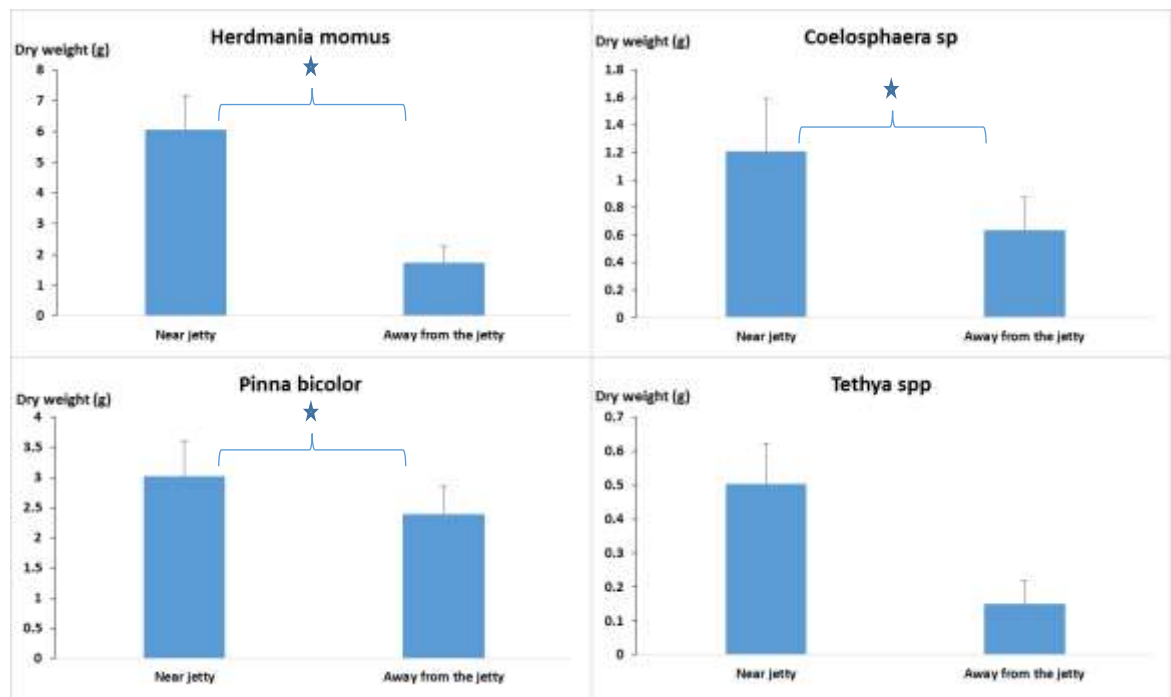 Herdmania momus
Dry weight (g)
8
7
6
5
4
3
2
1
0
Near jetty
Away from the jetty
Coelosphaera sp
Dry weight (g)
1.8
1.6
1.4
1.2
1
0.8
0.6
0.4
0.2
0
Near jetty
Away from the jetty
Pinna bicolor
Dry weight (g)
4
3.5
3
2.5
2
1.5
1
0.5
0
Near jetty
Away from the jetty
Tethya spp
Dry weight (g)
0.7
0.6
0.5
0.4
0.3
0.2
0.1
0
Near jetty
Away from the jetty